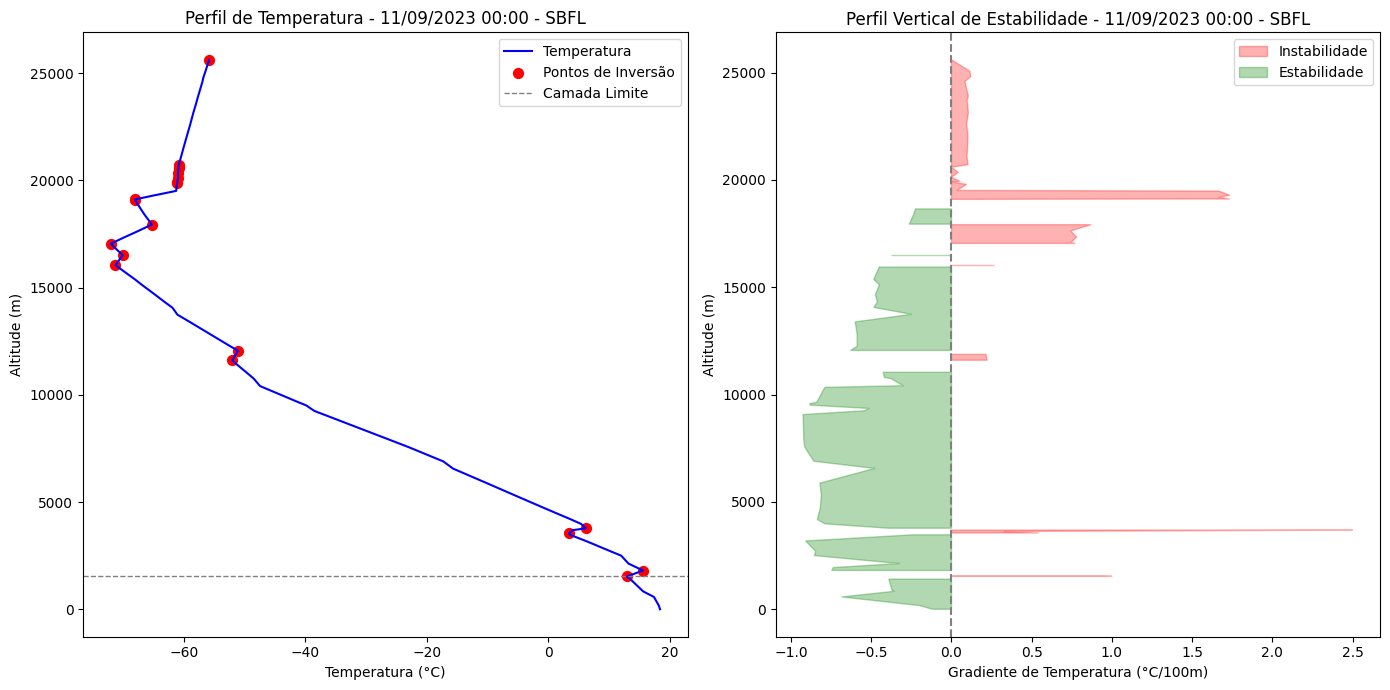 Perfil de Temperatura - 11/09/2023 00:00 - SBFL
Temperatura
Pontos de Inversão
Camada Limite
25000
20000
15000
10000
5000
0
Altitude (m)
−60
−40
−20
0
20
Temperatura (°C)
Perfil Vertical de Estabilidade - 11/09/2023 00:00 - SBFL
Instabilidade
Estabilidade
25000
20000
15000
10000
5000
0
Altitude (m)
−1.0
−0.5
0.0
0.5
1.0
1.5
2.0
2.5
Gradiente de Temperatura (°C/100m)